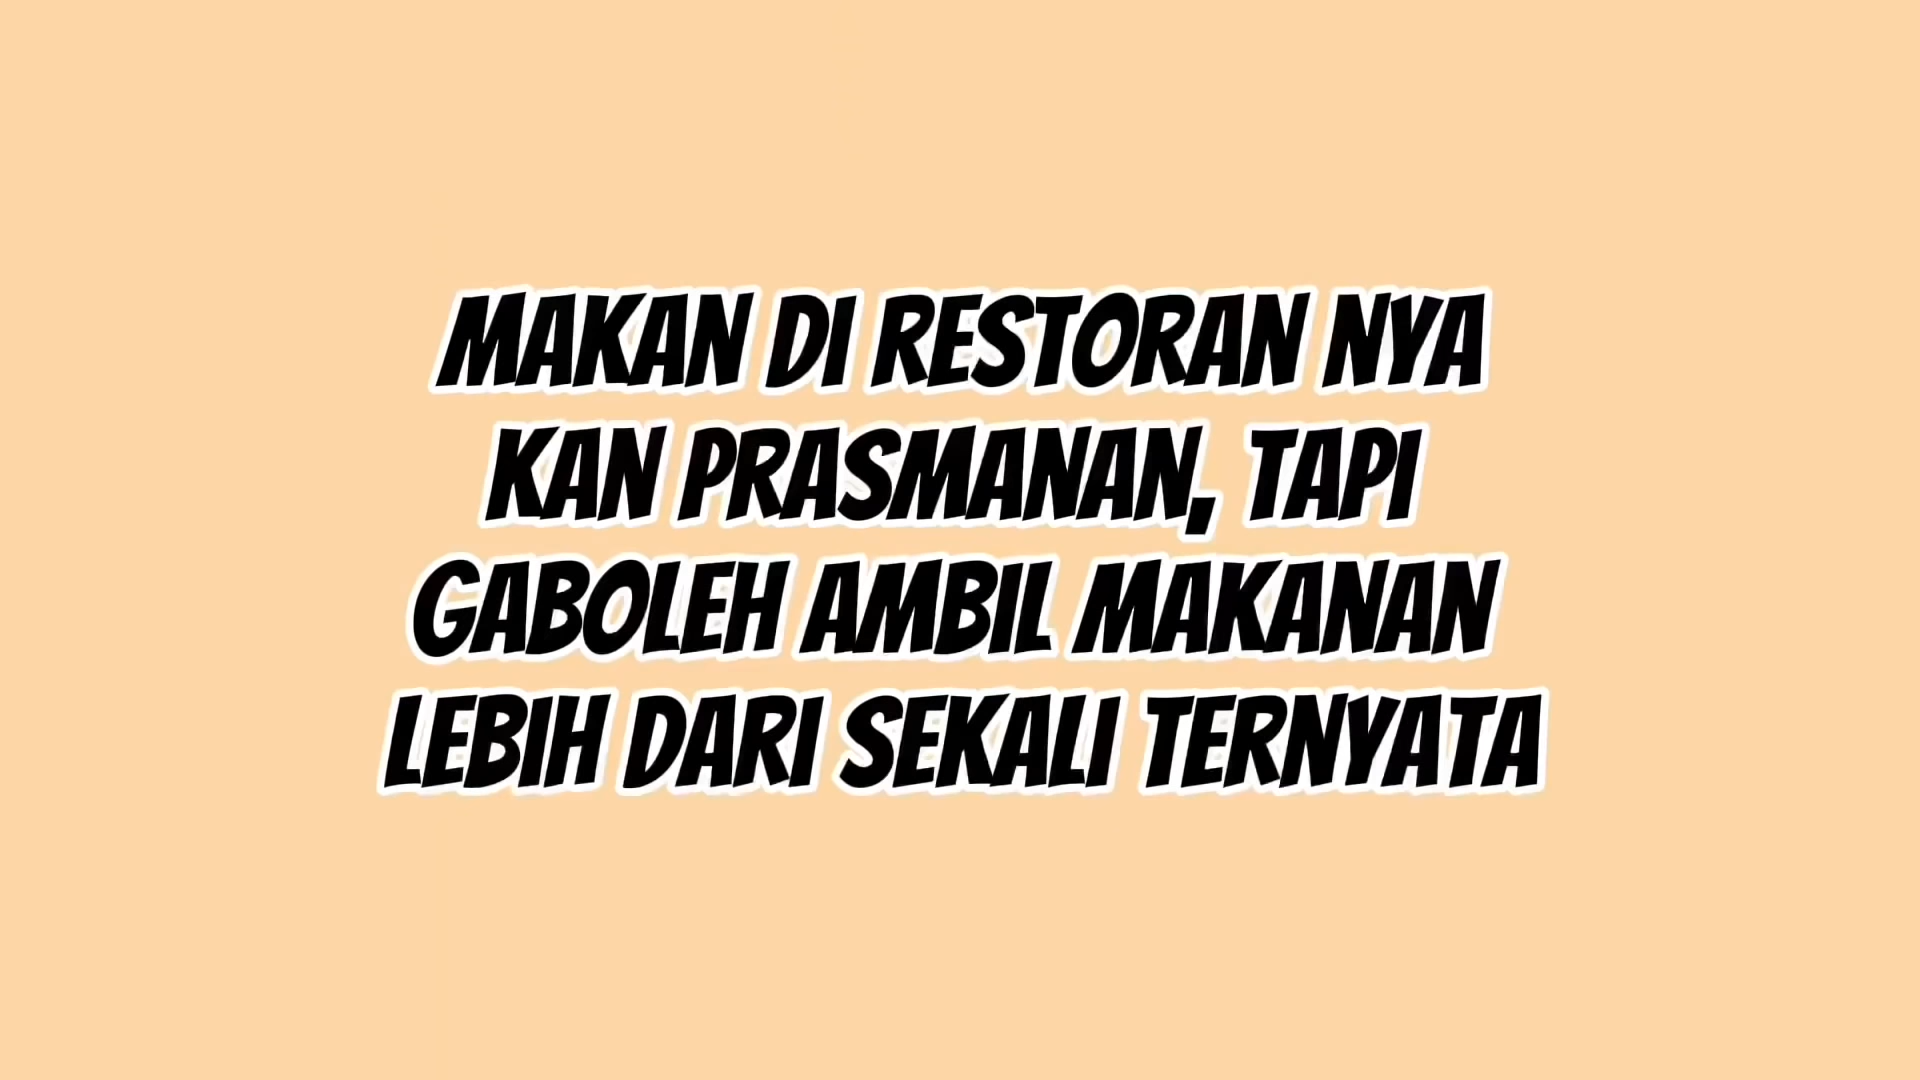 MAKAN DI RESTORAN NYA
KAN PRASMANAN, TAPI
GABOLEH AMBIL MAKANAN
LEBIH DARI SEKALI TERNYATA